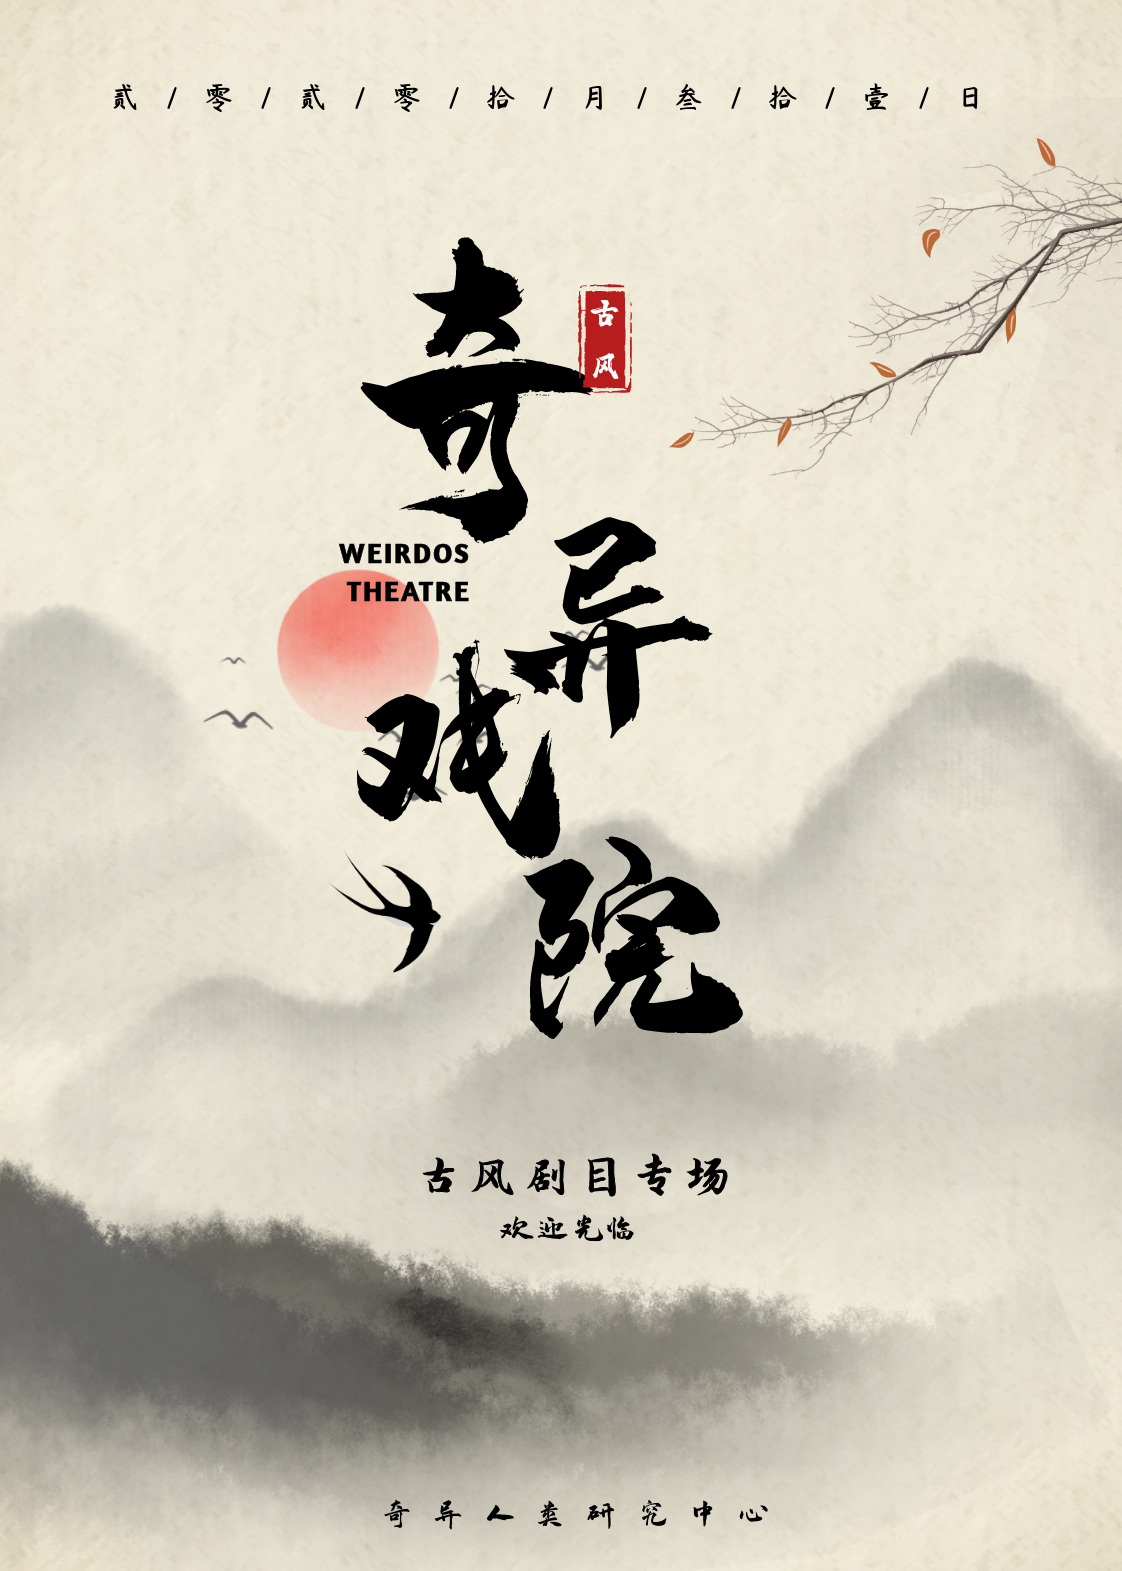 贰/零/贰/零/拾/月/叁/拾/壹/日
奇异戏院
古风
WEIRDOS
THEATRE
古风剧目专场
欢迎光临
奇异人类研究中心